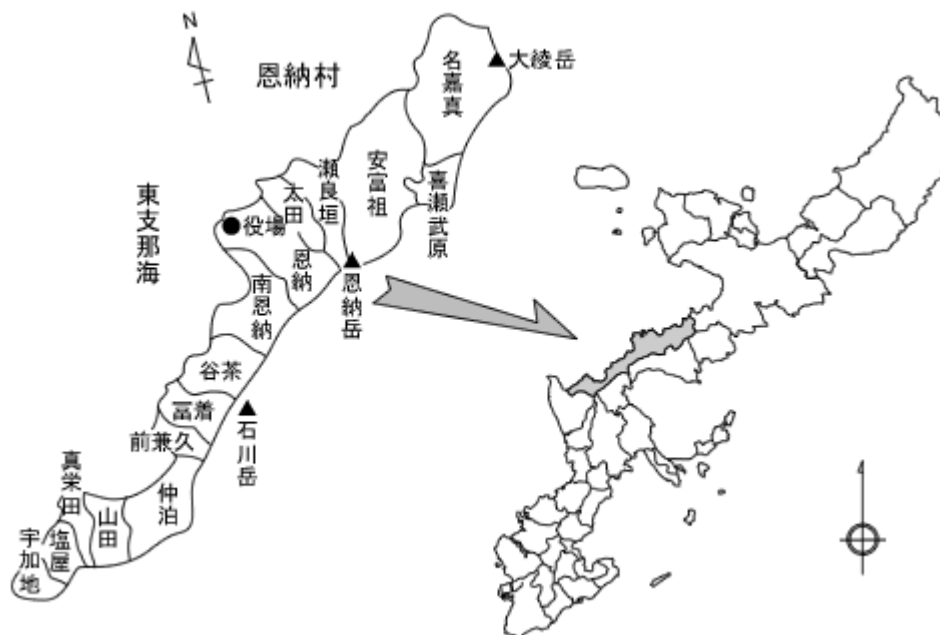 N
恩納村
大綾岳
名嘉真
安富祖
瀬良垣
太田
喜瀬武原
東支那海
役場
恩納
恩納岳
南恩納
谷茶
冨着
石川岳
前兼久
真栄田
仲泊
山田
塩屋
宇加地